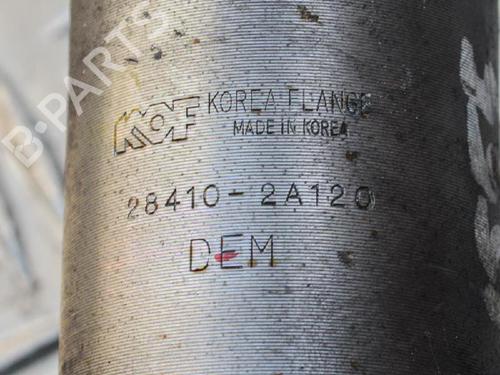 KOF KOREA FLANGE
MADE IN KOREA
28410-2A120
DEM
B-PARTS